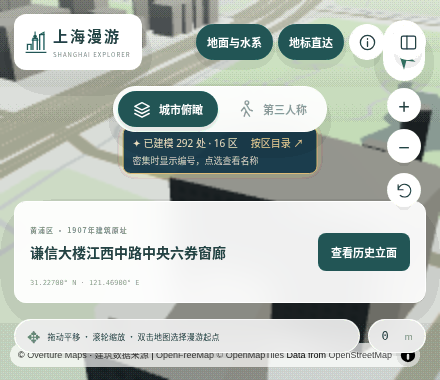 上海漫游
SHANGHAI EXPLORER
地面与水系
地标直达
城市俯瞰
第三人称
✦ 已建模 292 处 · 16 区 按区目录 ↗
密集时显示编号，点选查看名称
黄浦区 · 1907年建筑原址
谦信大楼江西中路中央六券窗廊
查看历史立面
31.22700° N · 121.46900° E
拖动平移 · 滚轮缩放 · 双击地图选择漫游起点
0 m
© Overture Maps · 建筑数据来源 | OpenFreeMap © OpenMapTiles Data from OpenStreetMap